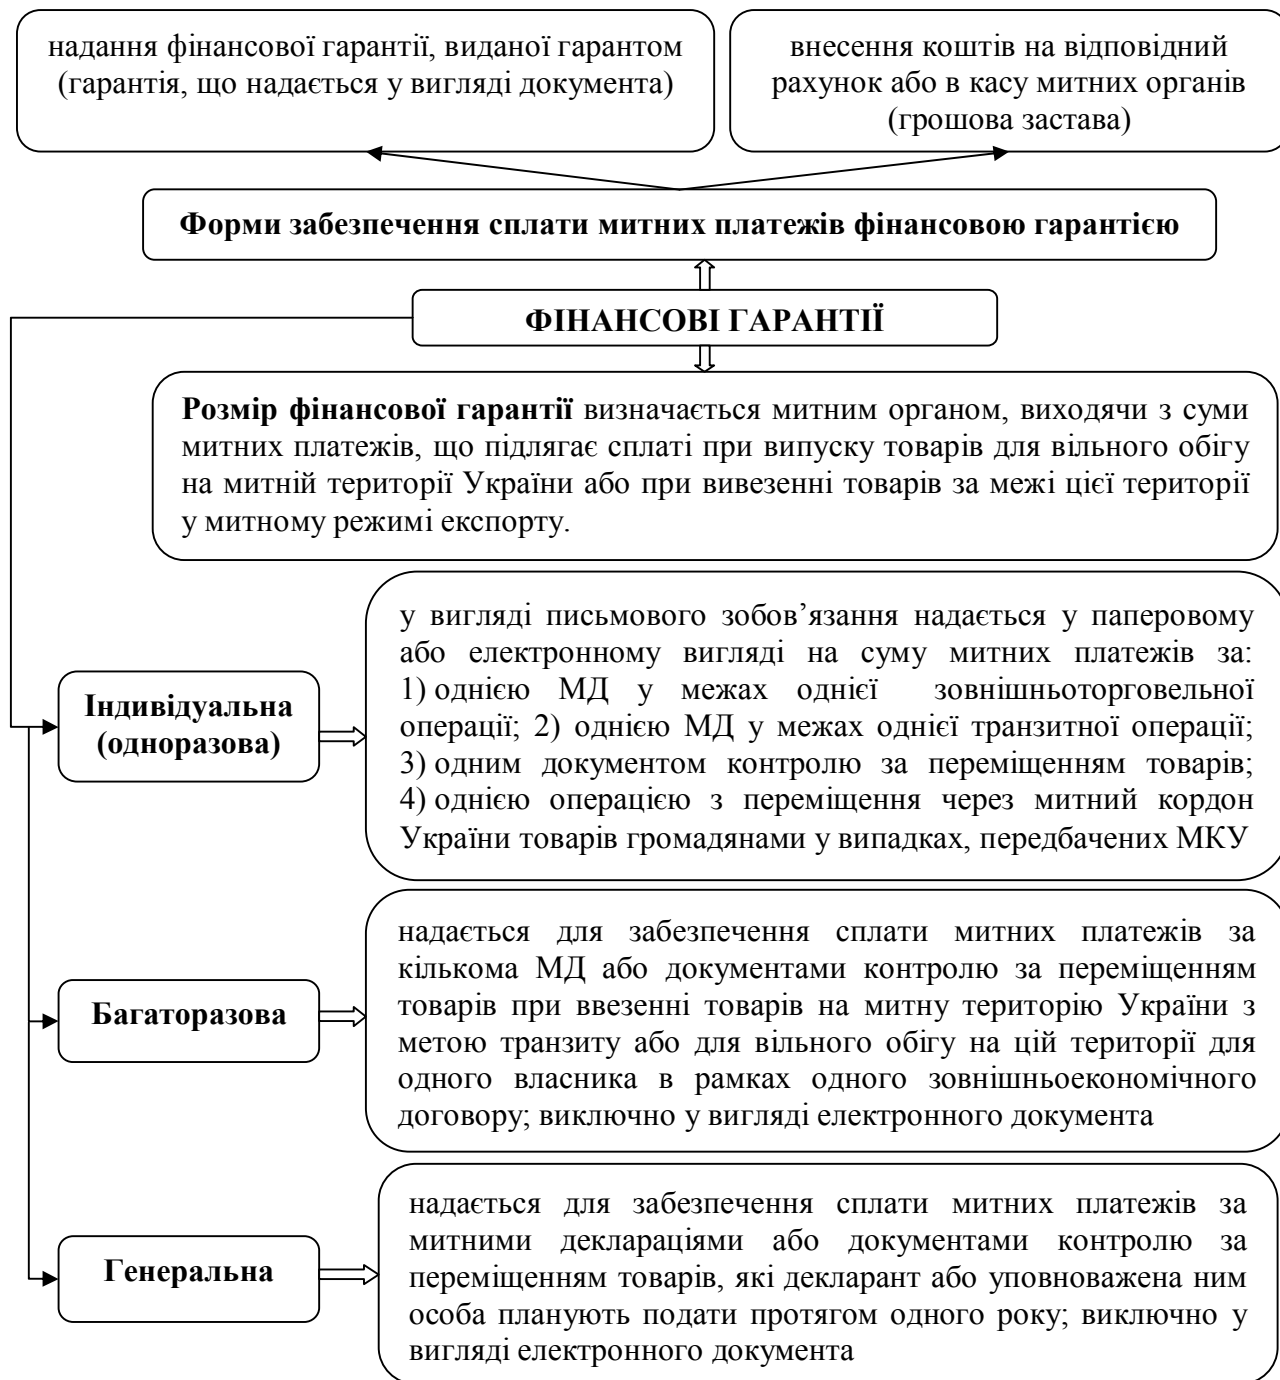 надання фінансової гарантії, виданої гарантом
(гарантія, що надається у вигляді документа)
внесення коштів на відповідний
рахунок або в касу митних органів
(грошова застава)
Форми забезпечення сплати митних платежів фінансовою гарантією
ФІНАНСОВІ ГАРАНТІЇ
Розмір фінансової гарантії визначається митним органом, виходячи з суми
митних платежів, що підлягає сплаті при випуску товарів для вільного обігу
на митній території України або при вивезенні товарів за межі цієї території
у митному режимі експорту.
Індивідуальна
(одноразова)
у вигляді письмового зобов’язання надається у паперовому
або електронному вигляді на суму митних платежів за:
1) однією МД у межах однієї зовнішньоторговельної
операції; 2) однією МД у межах однієї транзитної операції;
3) одним документом контролю за переміщенням товарів;
4) однією операцією з переміщення через митний кордон
України товарів громадянами у випадках, передбачених МКУ
Багаторазова
надається для забезпечення сплати митних платежів за
кількома МД або документами контролю за переміщенням
товарів при ввезенні товарів на митну територію України з
метою транзиту або для вільного обігу на цій території для
одного власника в рамках одного зовнішньоекономічного
договору; виключно у вигляді електронного документа
Генеральна
надається для забезпечення сплати митних платежів за
митними деклараціями або документами контролю за
переміщенням товарів, які декларант або уповноважена ним
особа планують подати протягом одного року; виключно у
вигляді електронного документа